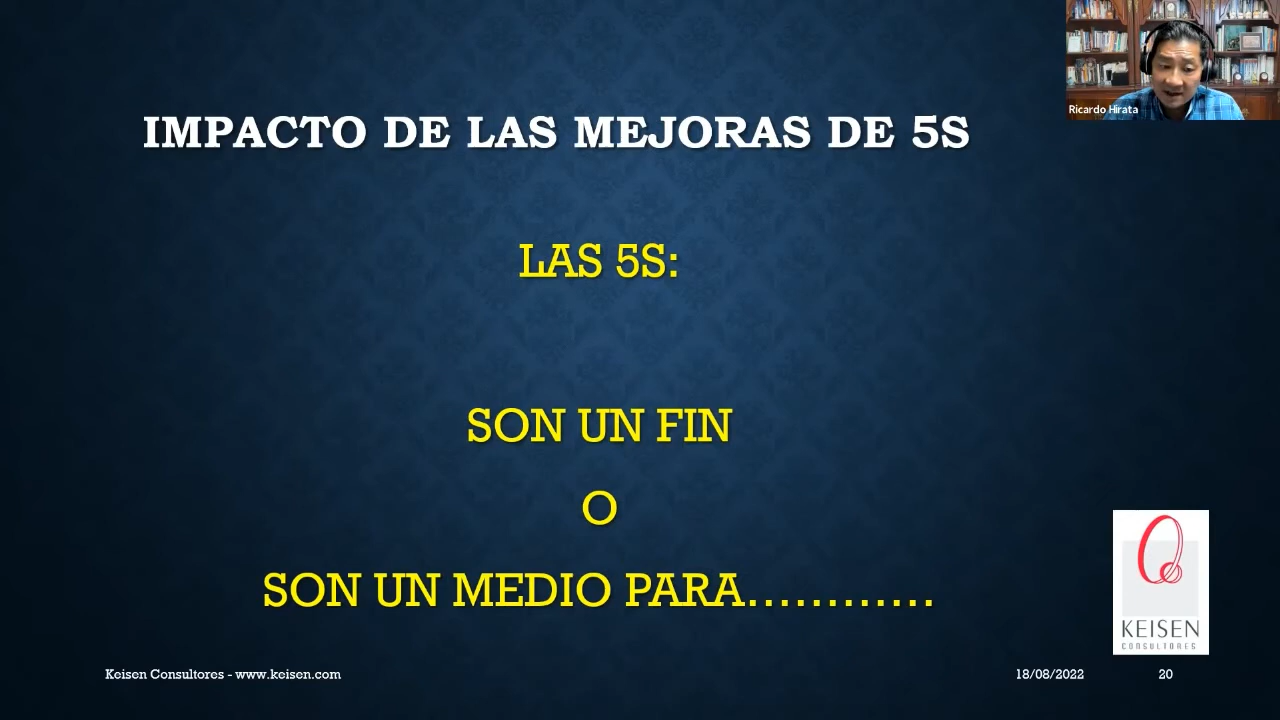 Ricardo Hirata
IMPACTO DE LAS MEJORAS DE 5S
LAS 5S:
SON UN FIN
O
SON UN MEDIO PARA............
KEISEN
CONSULTORES
Keisen Consultores - www.keisen.com
18/08/2022
20